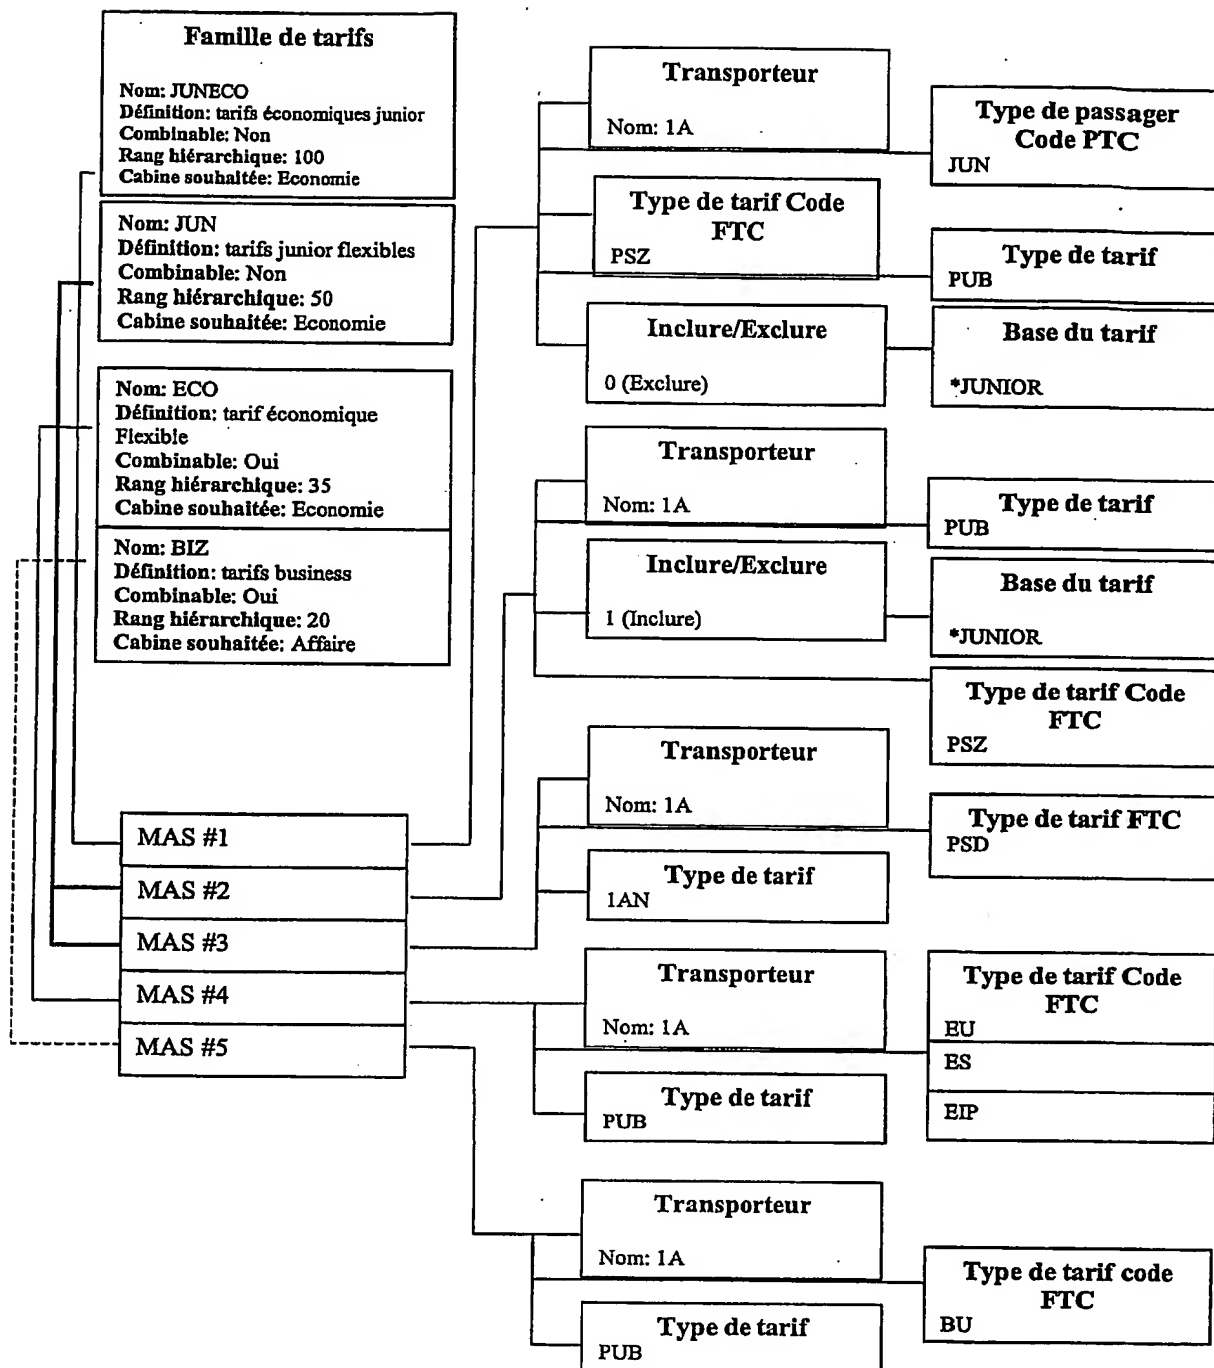 Famille de tarifs
Nom: JUNECO
Définition: tarifs économiques junior
Combinable: Non
Rang hiérarchique: 100
Cabine souhaitée: Economie
Nom: JUN
Définition: tarifs junior flexibles
Combinable: Non
Rang hiérarchique: 50
Cabine souhaitée: Economie
Nom: ECO
Définition: tarif économique
Flexible
Combinable: Oui
Rang hiérarchique: 35
Cabine souhaitée: Economie
Nom: BIZ
Définition: tarifs business
Combinable: Oui
Rang hiérarchique: 20
Cabine souhaitée: Affaire
MAS #1
MAS #2
MAS #3
MAS #4
MAS #5
Transporteur
Nom: 1A
Type de passager
Code PTC
JUN
Type de tarif Code
FTC
PSZ
Type de tarif
PUB
Inclure/Exclure
0 (Exclure)
Base du tarif
*JUNIOR
Transporteur
Nom: 1A
Type de tarif
PUB
Inclure/Exclure
1 (Inclure)
Base du tarif
*JUNIOR
Type de tarif Code
FTC
PSZ
Transporteur
Nom: 1A
Type de tarif FTC
PSD
Type de tarif
1AN
Transporteur
Nom: 1A
Type de tarif Code
FTC
EU
ES
EIP
Type de tarif
PUB
Transporteur
Nom: 1A
Type de tarif code
FTC
BU
Type de tarif
PUB